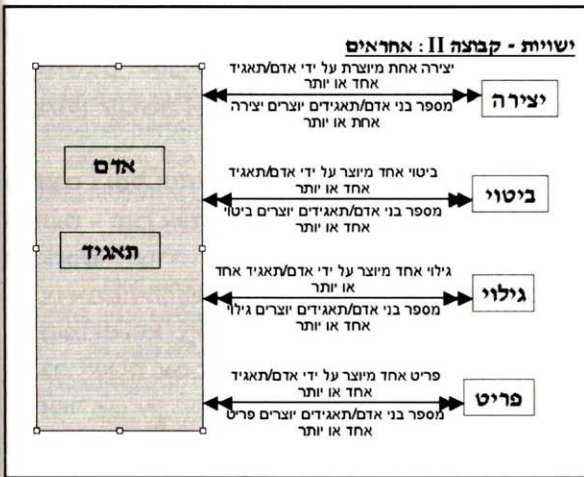 ישויות - קבוצה II : אחראים
יצירה אחת מיוצרת על ידי אדם/תאגיד
אחד או יותר
יצירה
מספר בני אדם/תאגידים יוצרים יצירה
אחת או יותר
אדם
ביטוי אחד מיוצר על ידי אדם/תאגיד
אחד או יותר
ביטוי
מספר בני אדם/תאגידים יוצרים ביטוי
אחד או יותר
תאגיד
גילוי אחד מיוצר על ידי אדם/תאגיד אחד
או יותר
גילוי
מספר בני אדם/תאגידים יוצרים גילוי
אחד או יותר
פריט אחד מיוצר על ידי אדם/תאגיד
אחד או יותר
פריט
מספר בני אדם/תאגידים יוצרים פריט
אחד או יותר